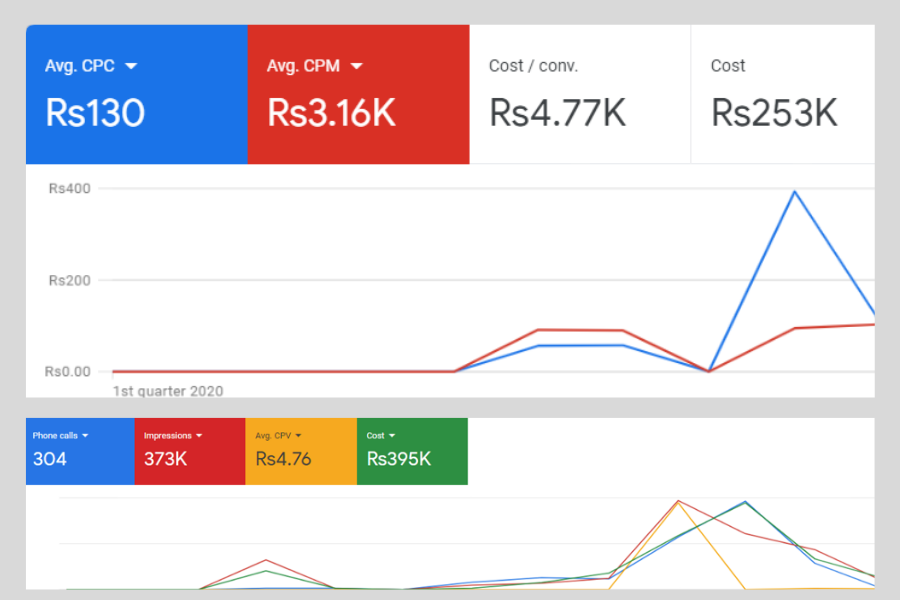 Avg. CPC Avg. CPM Cost / conv. Cost
Rs130 Rs3.16K Rs4.77K Rs253K
Rs400
Rs200
Rs0.00
1st quarter 2020
Phone calls Impressions Avg. CPV Cost
304 373K Rs4.76 Rs395K